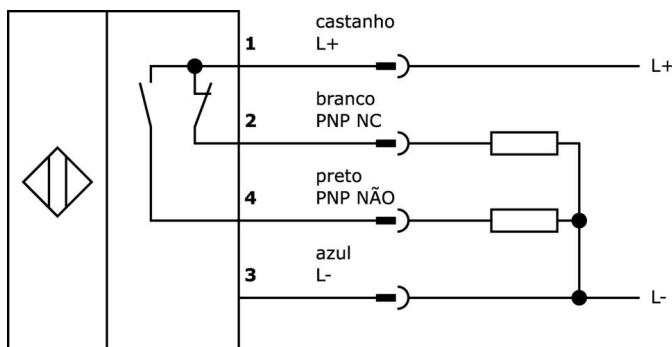 castanho
1 L+
L+
branco
2 PNP NC
preto
4 PNP NÃO
azul
3 L-
L-